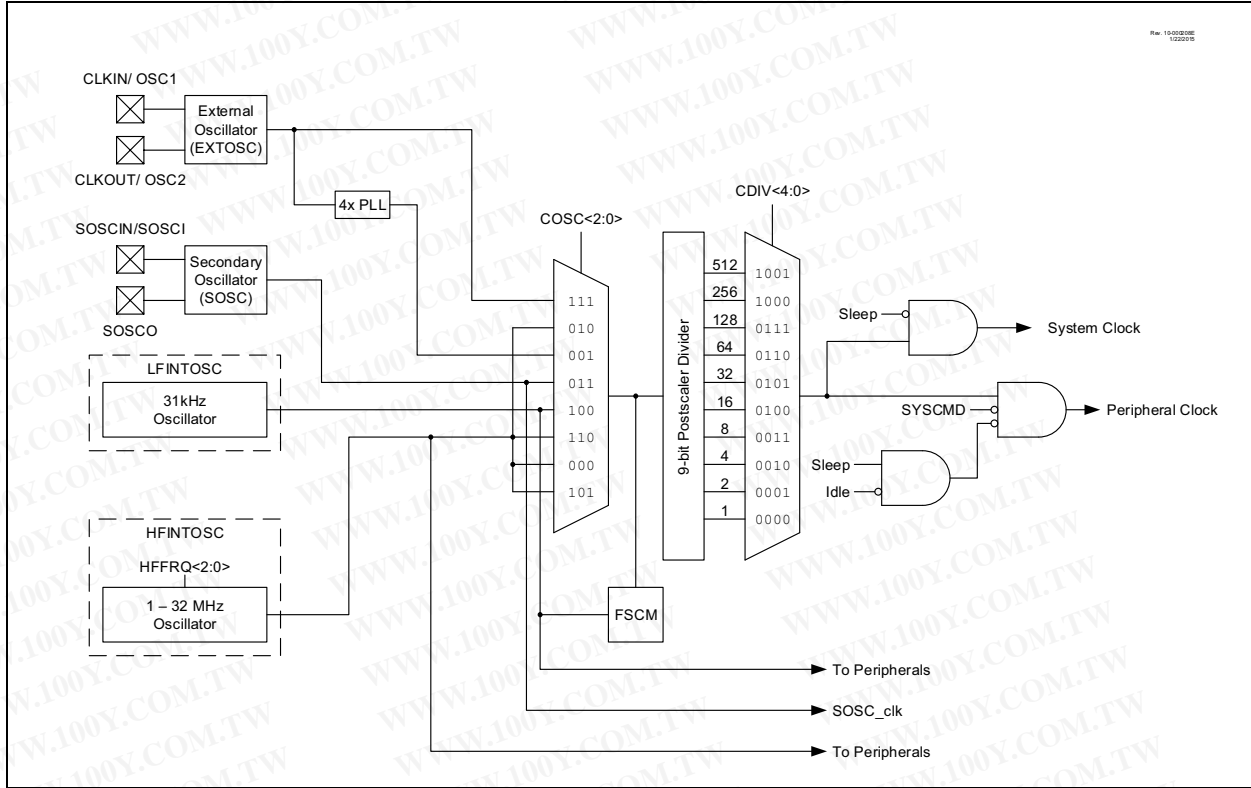 Rev. 10-000208E
1/22/2015
CLKIN/ OSC1
External
Oscillator
(EXTOSC)
CLKOUT/ OSC2
4x PLL
SOSCIN/SOSCI
Secondary
Oscillator
(SOSC)
SOSCO
LFINTOSC
31kHz
Oscillator
HFINTOSC
HFFRQ<2:0>
1 – 32 MHz
Oscillator
COSC<2:0>
111
010
001
011
100
110
000
101
FSCM
9-bit Postscaler Divider
512
256
128
64
32
16
8
4
2
1
CDIV<4:0>
1001
1000
0111
0110
0101
0100
0011
0010
0001
0000
Sleep
System Clock
SYSCMD
Peripheral Clock
Sleep
Idle
To Peripherals
SOSC_clk
To Peripherals
WWW.100Y.COM.TW